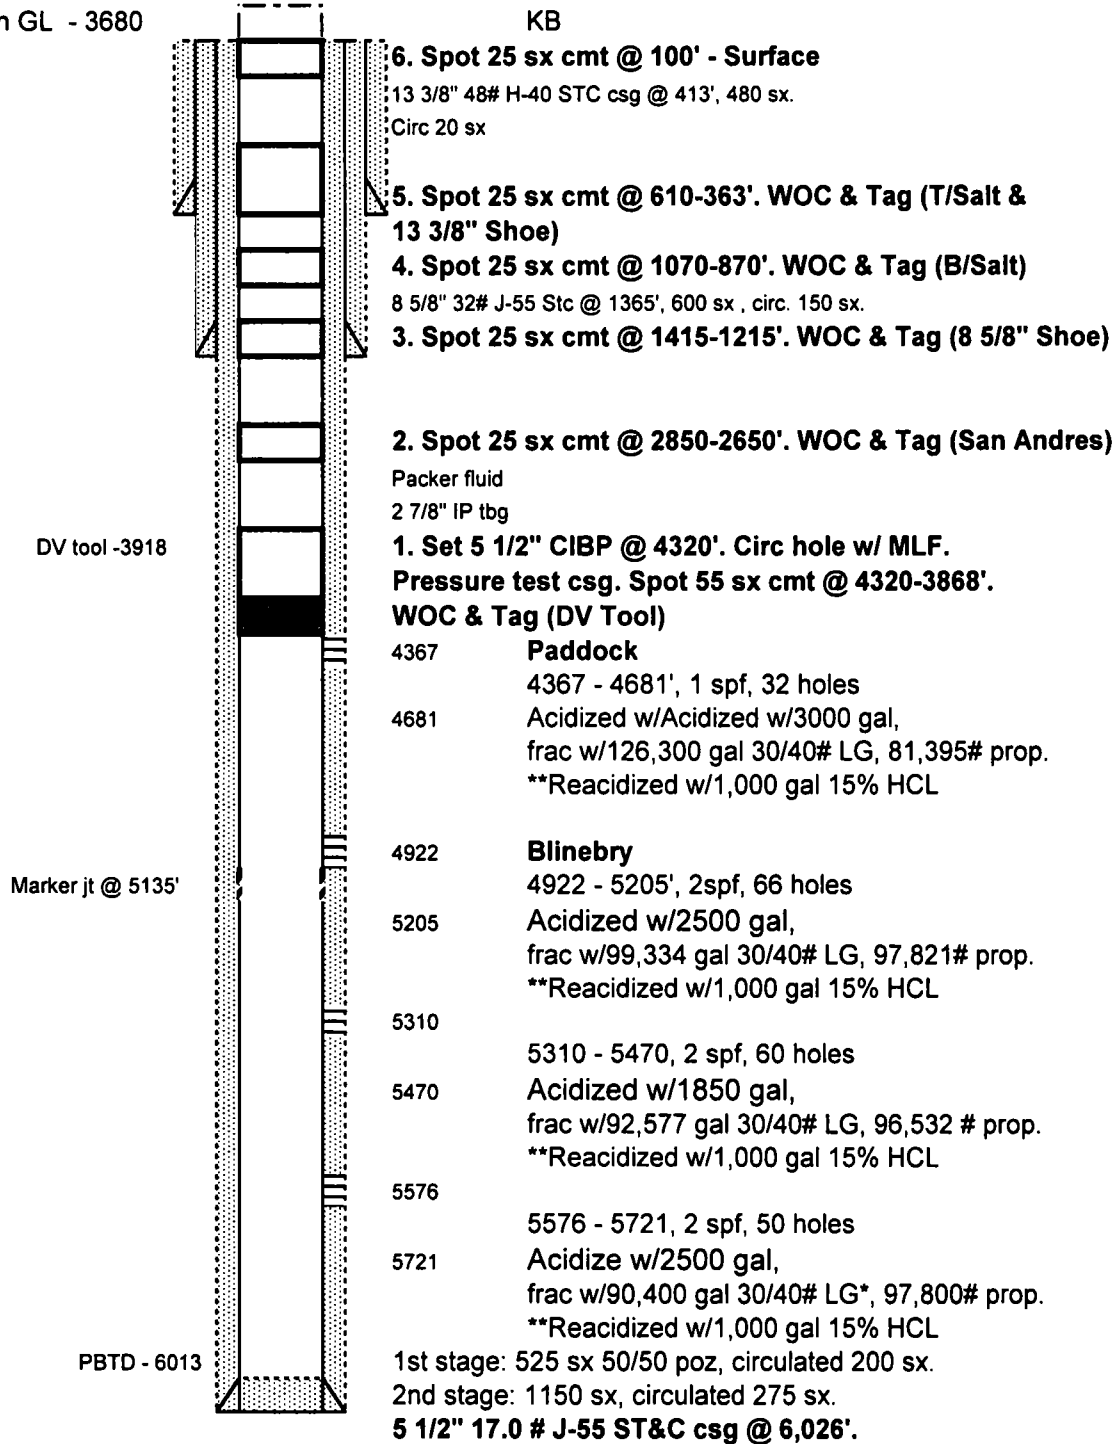 GL - 3680
KB
6. Spot 25 sx cmt @ 100' - Surface
13 3/8" 48# H-40 STC csg @ 413', 480 sx.
Circ 20 sx
5. Spot 25 sx cmt @ 610-363'. WOC & Tag (T/Salt &
13 3/8" Shoe)
4. Spot 25 sx cmt @ 1070-870'. WOC & Tag (B/Salt)
8 5/8" 32# J-55 Stc @ 1365', 600 sx , circ. 150 sx.
3. Spot 25 sx cmt @ 1415-1215'. WOC & Tag (8 5/8" Shoe)
2. Spot 25 sx cmt @ 2850-2650'. WOC & Tag (San Andres)
Packer fluid
2 7/8" IP tbg
DV tool -3918
1. Set 5 1/2" CIBP @ 4320'. Circ hole w/ MLF.
Pressure test csg. Spot 55 sx cmt @ 4320-3868'.
WOC & Tag (DV Tool)
4367 Paddock
4367 - 4681', 1 spf, 32 holes
4681 Acidized w/Acidized w/3000 gal,
frac w/126,300 gal 30/40# LG, 81,395# prop.
**Reacidized w/1,000 gal 15% HCL
4922 Blinebry
Marker jt @ 5135'
4922 - 5205', 2spf, 66 holes
5205 Acidized w/2500 gal,
frac w/99,334 gal 30/40# LG, 97,821# prop.
**Reacidized w/1,000 gal 15% HCL
5310
5310 - 5470, 2 spf, 60 holes
5470 Acidized w/1850 gal,
frac w/92,577 gal 30/40# LG, 96,532 # prop.
**Reacidized w/1,000 gal 15% HCL
5576
5576 - 5721, 2 spf, 50 holes
5721 Acidize w/2500 gal,
frac w/90,400 gal 30/40# LG*, 97,800# prop.
**Reacidized w/1,000 gal 15% HCL
PBTD - 6013
1st stage: 525 sx 50/50 poz, circulated 200 sx.
2nd stage: 1150 sx, circulated 275 sx.
5 1/2" 17.0 # J-55 ST&C csg @ 6,026'.